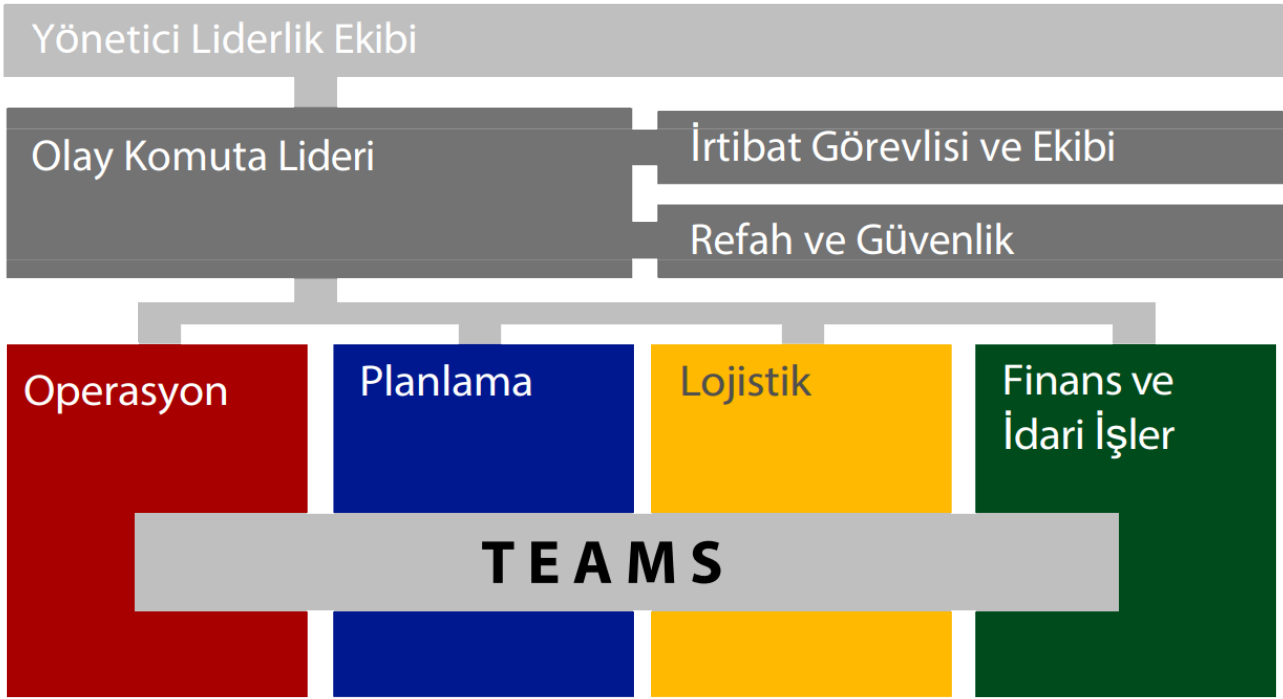 Yönetici Liderlik Ekibi
Olay Komuta Lideri
İrtibat Görevlisi ve Ekibi
Refah ve Güvenlik
Operasyon
Planlama
Lojistik
Finans ve
İdari İşler
TEAMS